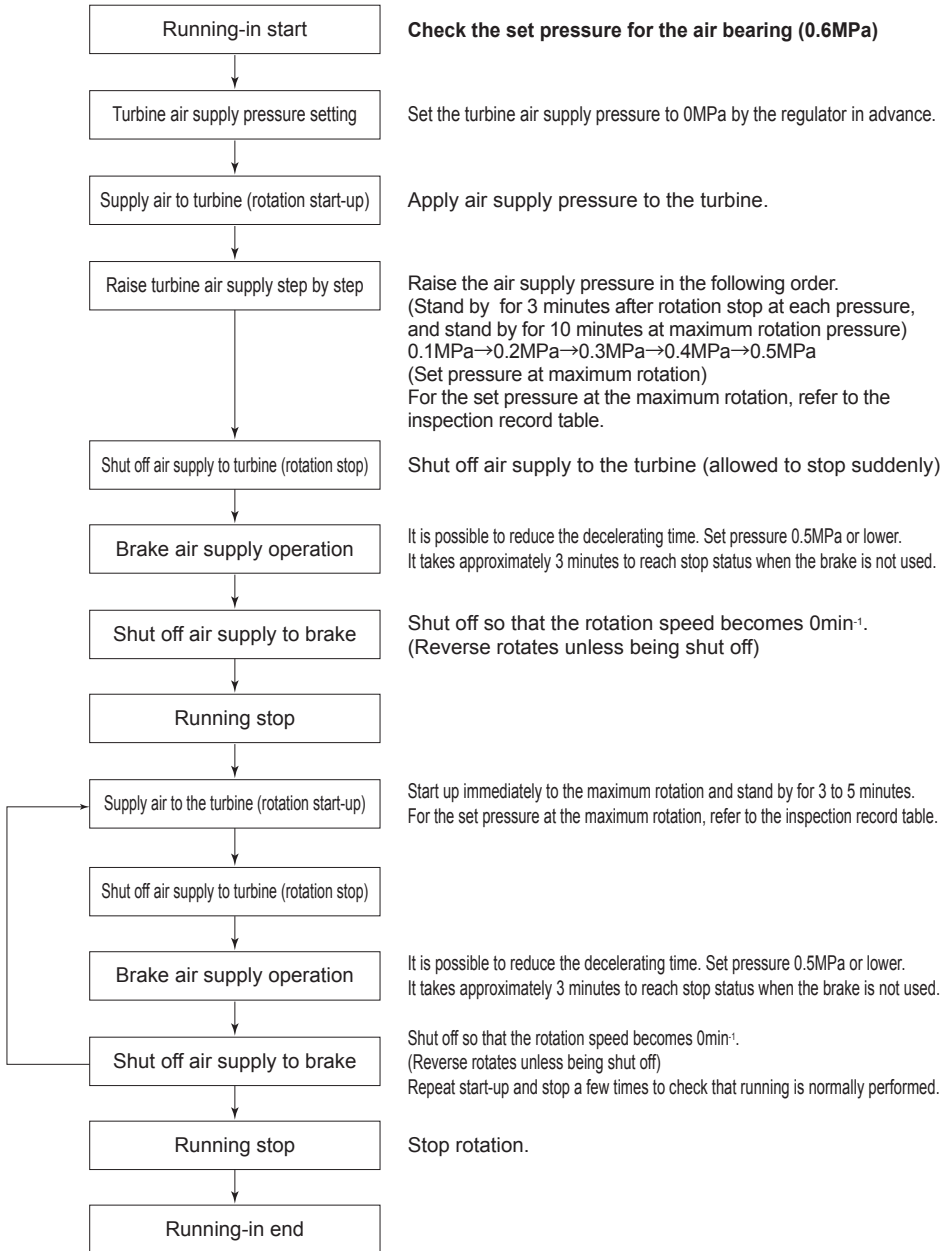 Running-in start
Check the set pressure for the air bearing (0.6MPa)
Turbine air supply pressure setting
Set the turbine air supply pressure to 0MPa by the regulator in advance.
Supply air to turbine (rotation start-up)
Apply air supply pressure to the turbine.
Raise turbine air supply step by step
Raise the air supply pressure in the following order.
(Stand by for 3 minutes after rotation stop at each pressure,
and stand by for 10 minutes at maximum rotation pressure)
0.1MPa→0.2MPa→0.3MPa→0.4MPa→0.5MPa
(Set pressure at maximum rotation)
For the set pressure at the maximum rotation, refer to the
inspection record table.
Shut off air supply to turbine (rotation stop)
Shut off air supply to the turbine (allowed to stop suddenly)
Brake air supply operation
It is possible to reduce the decelerating time. Set pressure 0.5MPa or lower.
It takes approximately 3 minutes to reach stop status when the brake is not used.
Shut off air supply to brake
Shut off so that the rotation speed becomes 0min-1.
(Reverse rotates unless being shut off)
Running stop
Supply air to the turbine (rotation start-up)
Start up immediately to the maximum rotation and stand by for 3 to 5 minutes.
For the set pressure at the maximum rotation, refer to the inspection record table.
Shut off air supply to turbine (rotation stop)
Brake air supply operation
It is possible to reduce the decelerating time. Set pressure 0.5MPa or lower.
It takes approximately 3 minutes to reach stop status when the brake is not used.
Shut off air supply to brake
Shut off so that the rotation speed becomes 0min-1.
(Reverse rotates unless being shut off)
Repeat start-up and stop a few times to check that running is normally performed.
Running stop
Stop rotation.
Running-in end